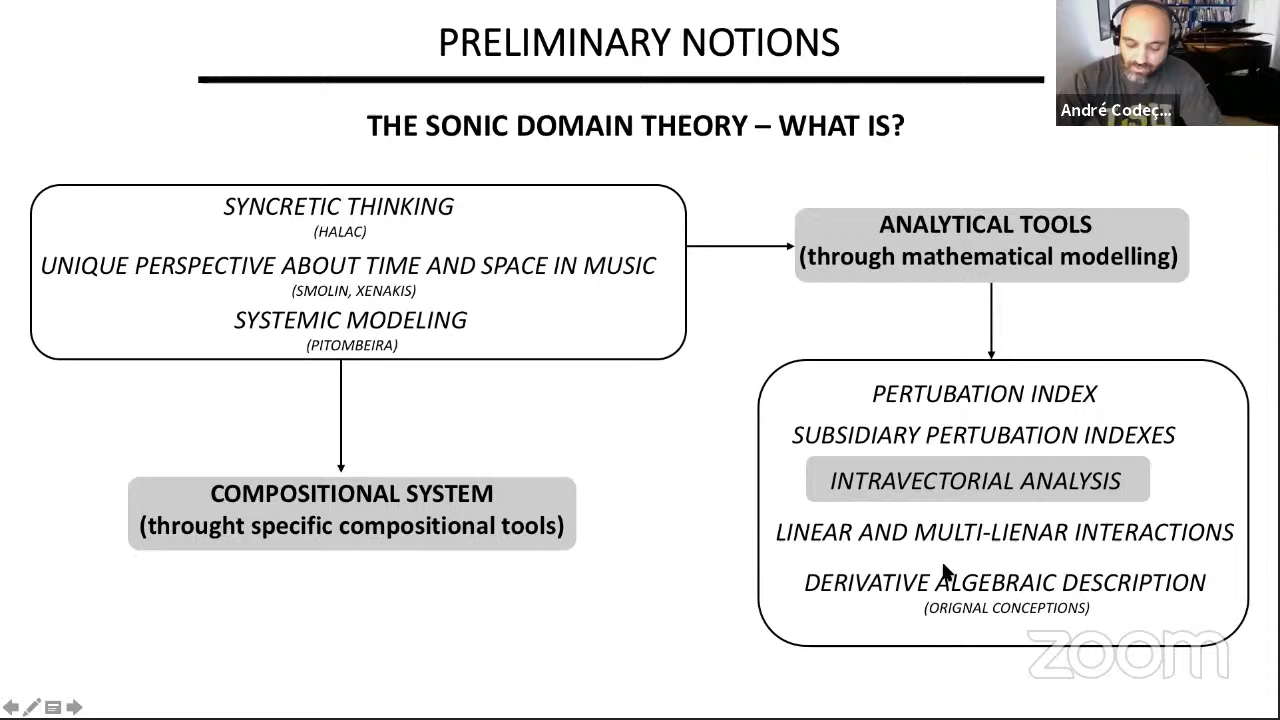 PRELIMINARY NOTIONS
André Codeç...
THE SONIC DOMAIN THEORY – WHAT IS?
SYNCRETIC THINKING
(HALAC)
UNIQUE PERSPECTIVE ABOUT TIME AND SPACE IN MUSIC
(SMOLIN, XENAKIS)
SYSTEMIC MODELING
(PITOMBEIRA)
ANALYTICAL TOOLS
(through mathematical modelling)
COMPOSITIONAL SYSTEM
(throught specific compositional tools)
PERTUBATION INDEX
SUBSIDIARY PERTUBATION INDEXES
INTRAVECTORIAL ANALYSIS
LINEAR AND MULTI-LIENAR INTERACTIONS
DERIVATIVE ALGEBRAIC DESCRIPTION
(ORIGNAL CONCEPTIONS)
zoom